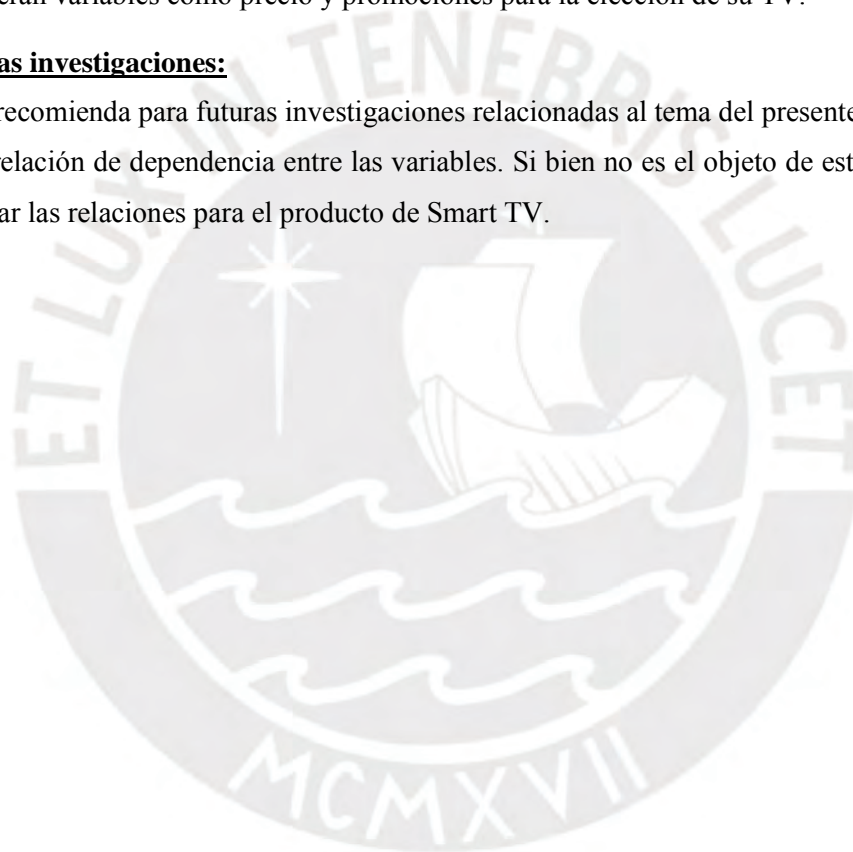 variables como precio y promociones para la elección de su TV.
as investigaciones:
recomienda para futuras investigaciones relacionadas al tema del presente
relación de dependencia entre las variables. Si bien no es el objeto de est
ar las relaciones para el producto de Smart TV.
ET LUX IN TENEBRIS LUCET
MCMXVII